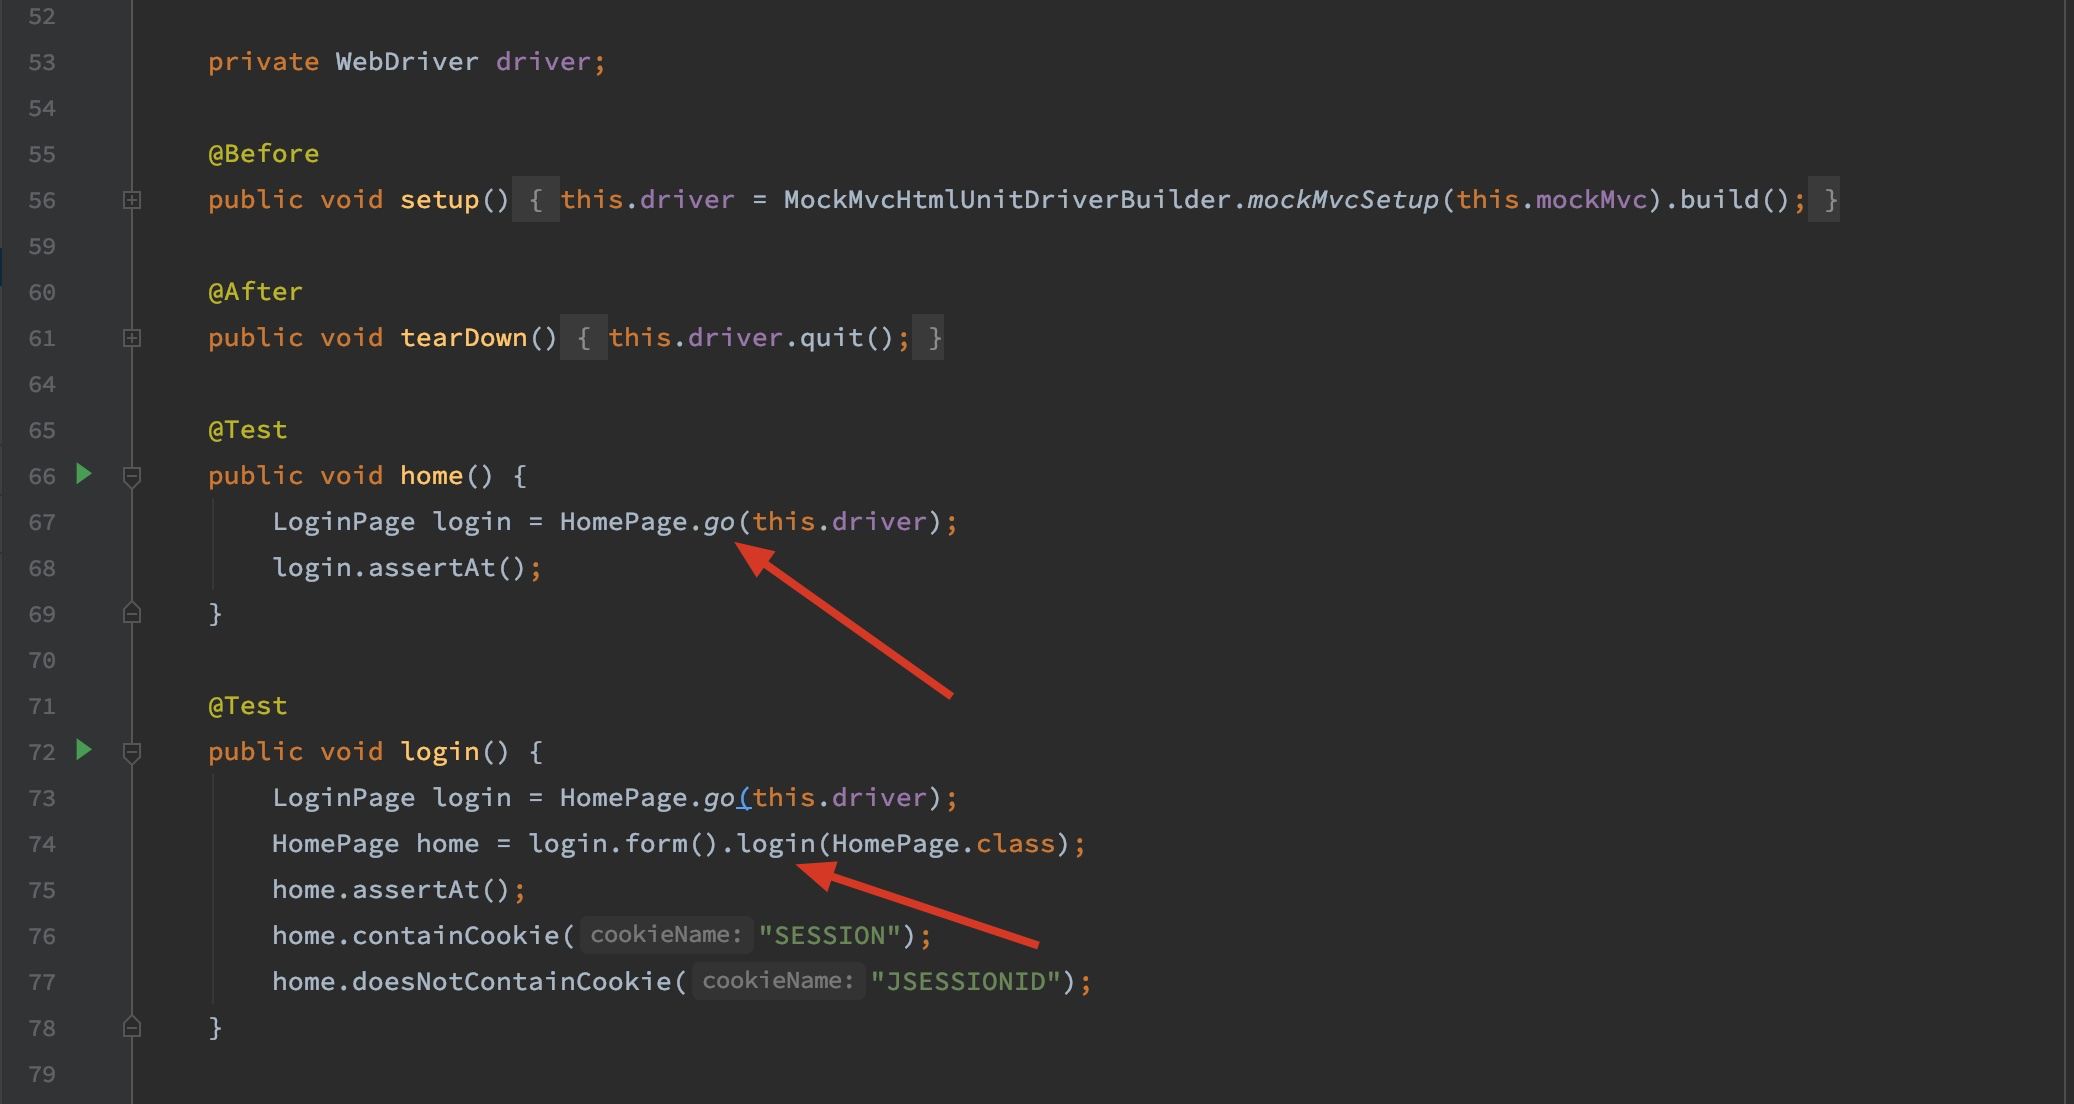 52
53 private WebDriver driver;
54
55 @Before
56 public void setup() { this.driver = MockMvcHtmlUnitDriverBuilder.mockMvcSetup(this.mockMvc).build(); }
59
60 @After
61 public void tearDown() { this.driver.quit(); }
64
65 @Test
66 public void home() {
67 LoginPage login = HomePage.go(this.driver);
68 login.assertAt();
69 }
70
71 @Test
72 public void login() {
73 LoginPage login = HomePage.go(this.driver);
74 HomePage home = login.form().login(HomePage.class);
75 home.assertAt();
76 home.containCookie( cookieName: "SESSION");
77 home.doesNotContainCookie( cookieName: "JSESSIONID");
78 }
79